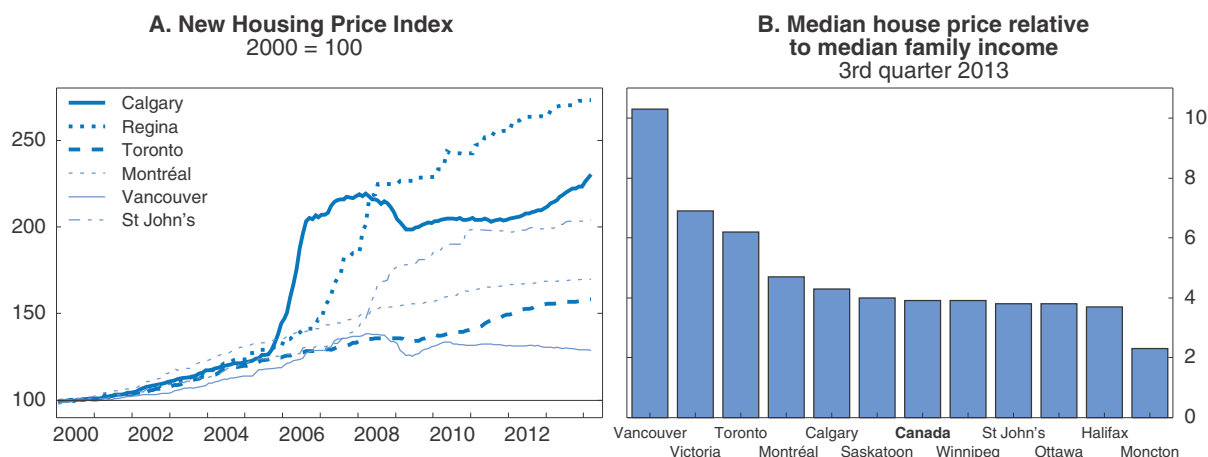 A. New Housing Price Index
2000 = 100
Calgary
Regina
Toronto
Montréal
Vancouver
St John's
250
200
150
100
2000 2002 2004 2006 2008 2010 2012
B. Median house price relative
to median family income
3rd quarter 2013
10
8
6
4
2
0
Vancouver Toronto Calgary Canada St John's Halifax
Victoria Montréal Saskatoon Winnipeg Ottawa Moncton